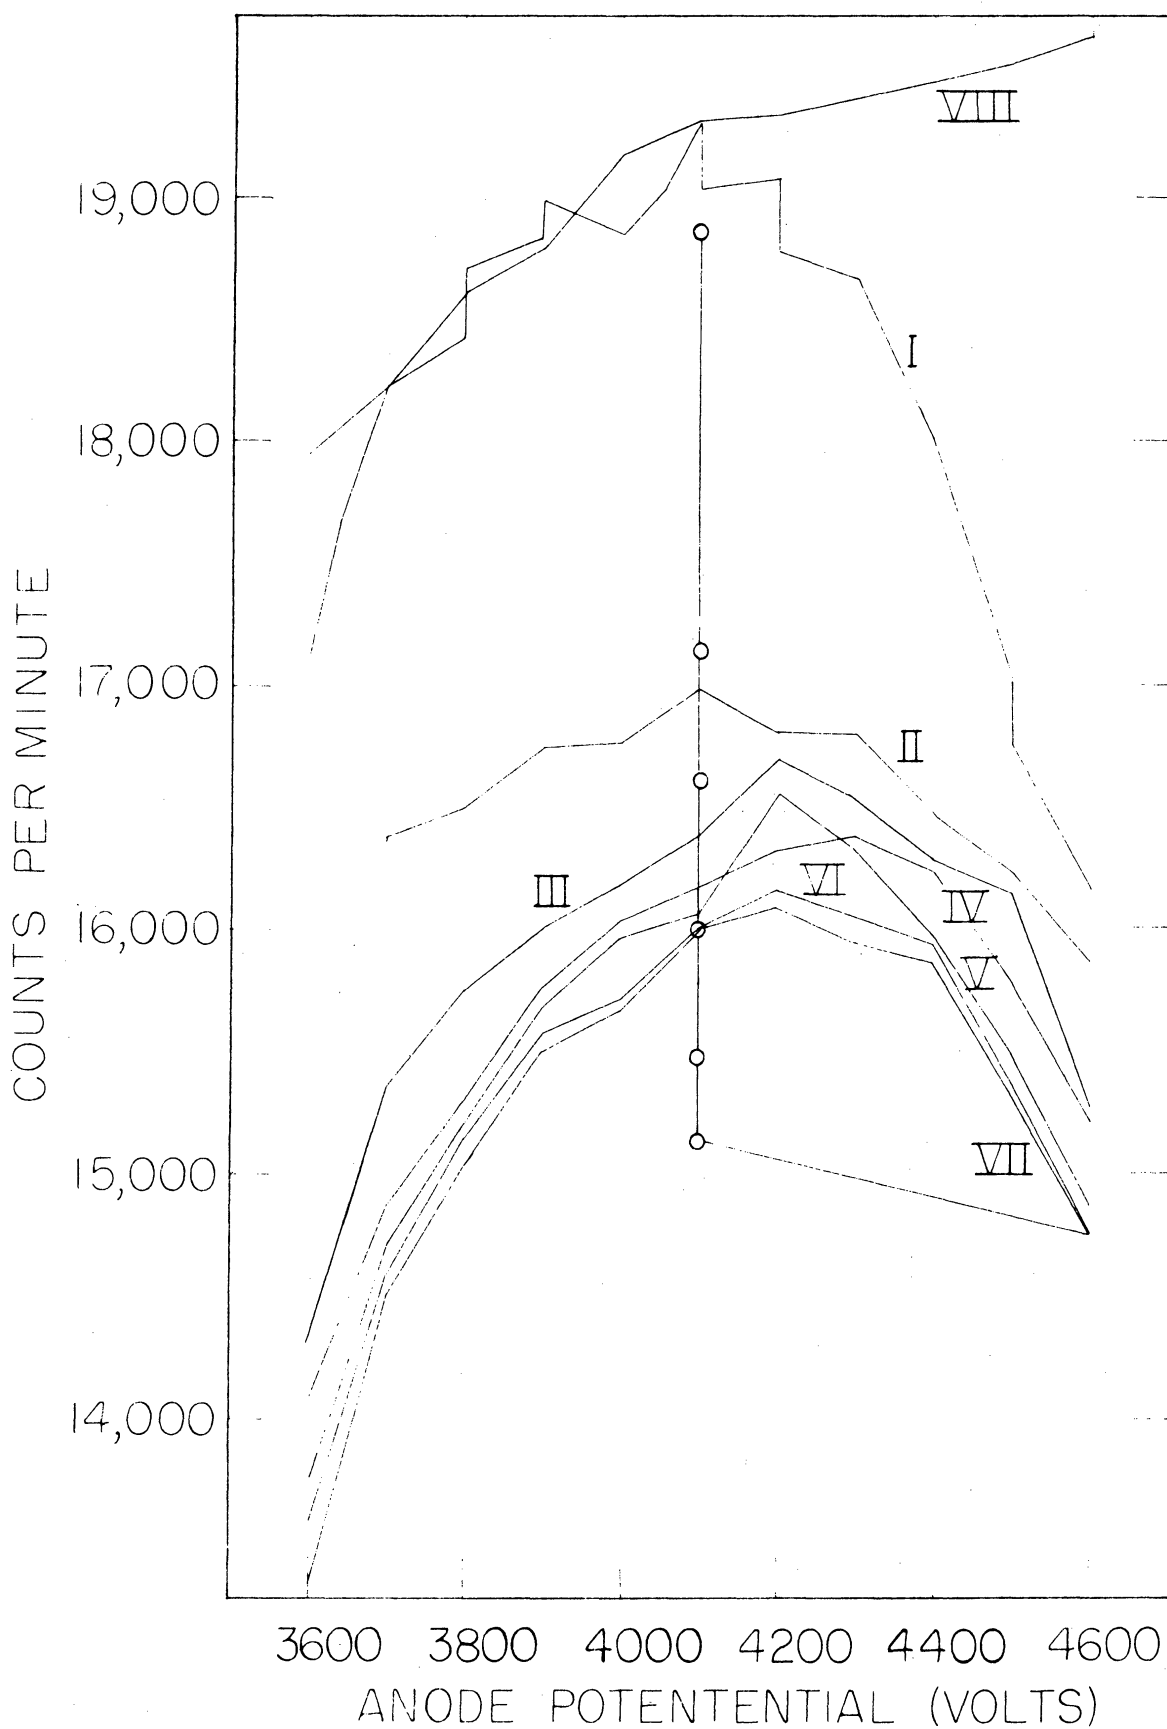 VIII
19,000
I
18,000
COUNTS PER MINUTE
17,000
II
III
VI
IV
16,000
V
VII
15,000
14,000
3600 3800 4000 4200 4400 4600
ANODE POTENTENTIAL (VOLTS)